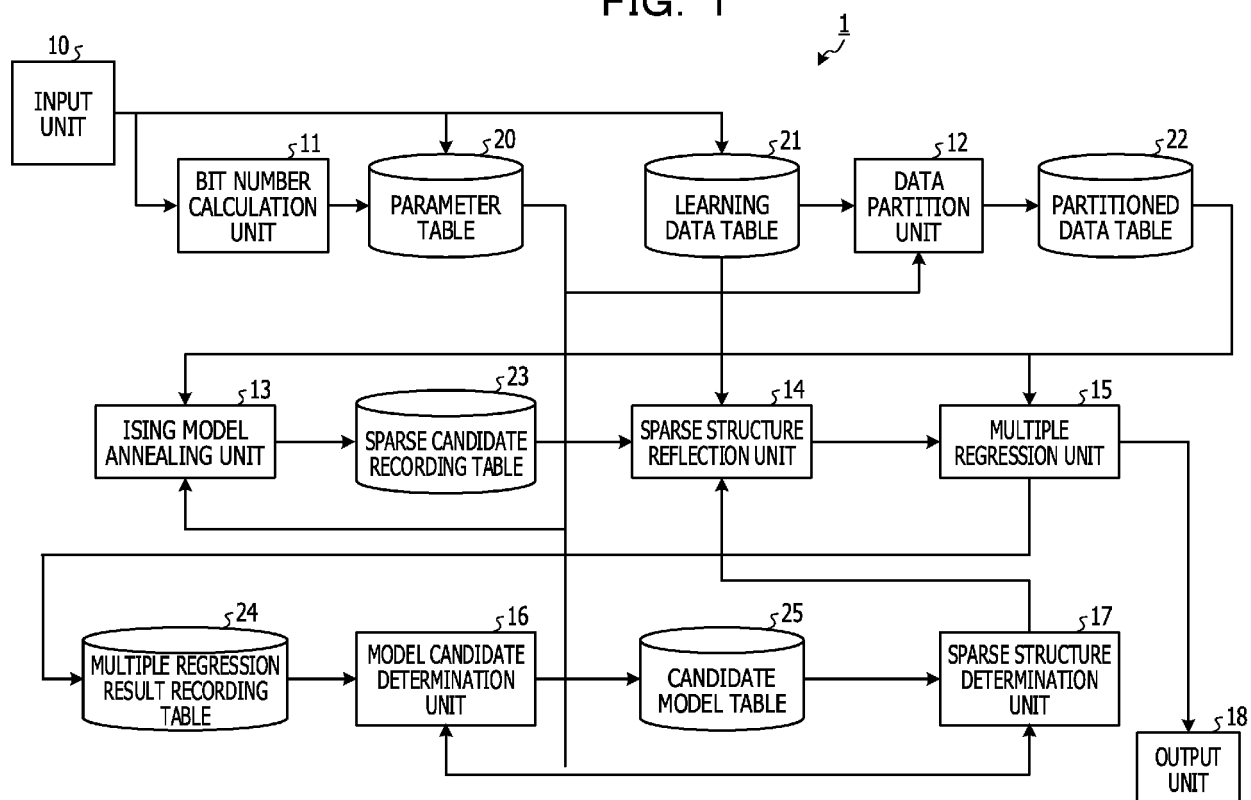 FIG. 1
1
10
INPUT
UNIT
11
BIT NUMBER
CALCULATION
UNIT
20
PARAMETER
TABLE
21
LEARNING
DATA TABLE
12
DATA
PARTITION
UNIT
22
PARTITIONED
DATA TABLE
13
ISING MODEL
ANNEALING UNIT
23
SPARSE CANDIDATE
RECORDING TABLE
14
SPARSE STRUCTURE
REFLECTION UNIT
15
MULTIPLE
REGRESSION UNIT
24
MULTIPLE REGRESSION
RESULT RECORDING
TABLE
16
MODEL CANDIDATE
DETERMINATION
UNIT
25
CANDIDATE
MODEL TABLE
17
SPARSE STRUCTURE
DETERMINATION
UNIT
18
OUTPUT
UNIT